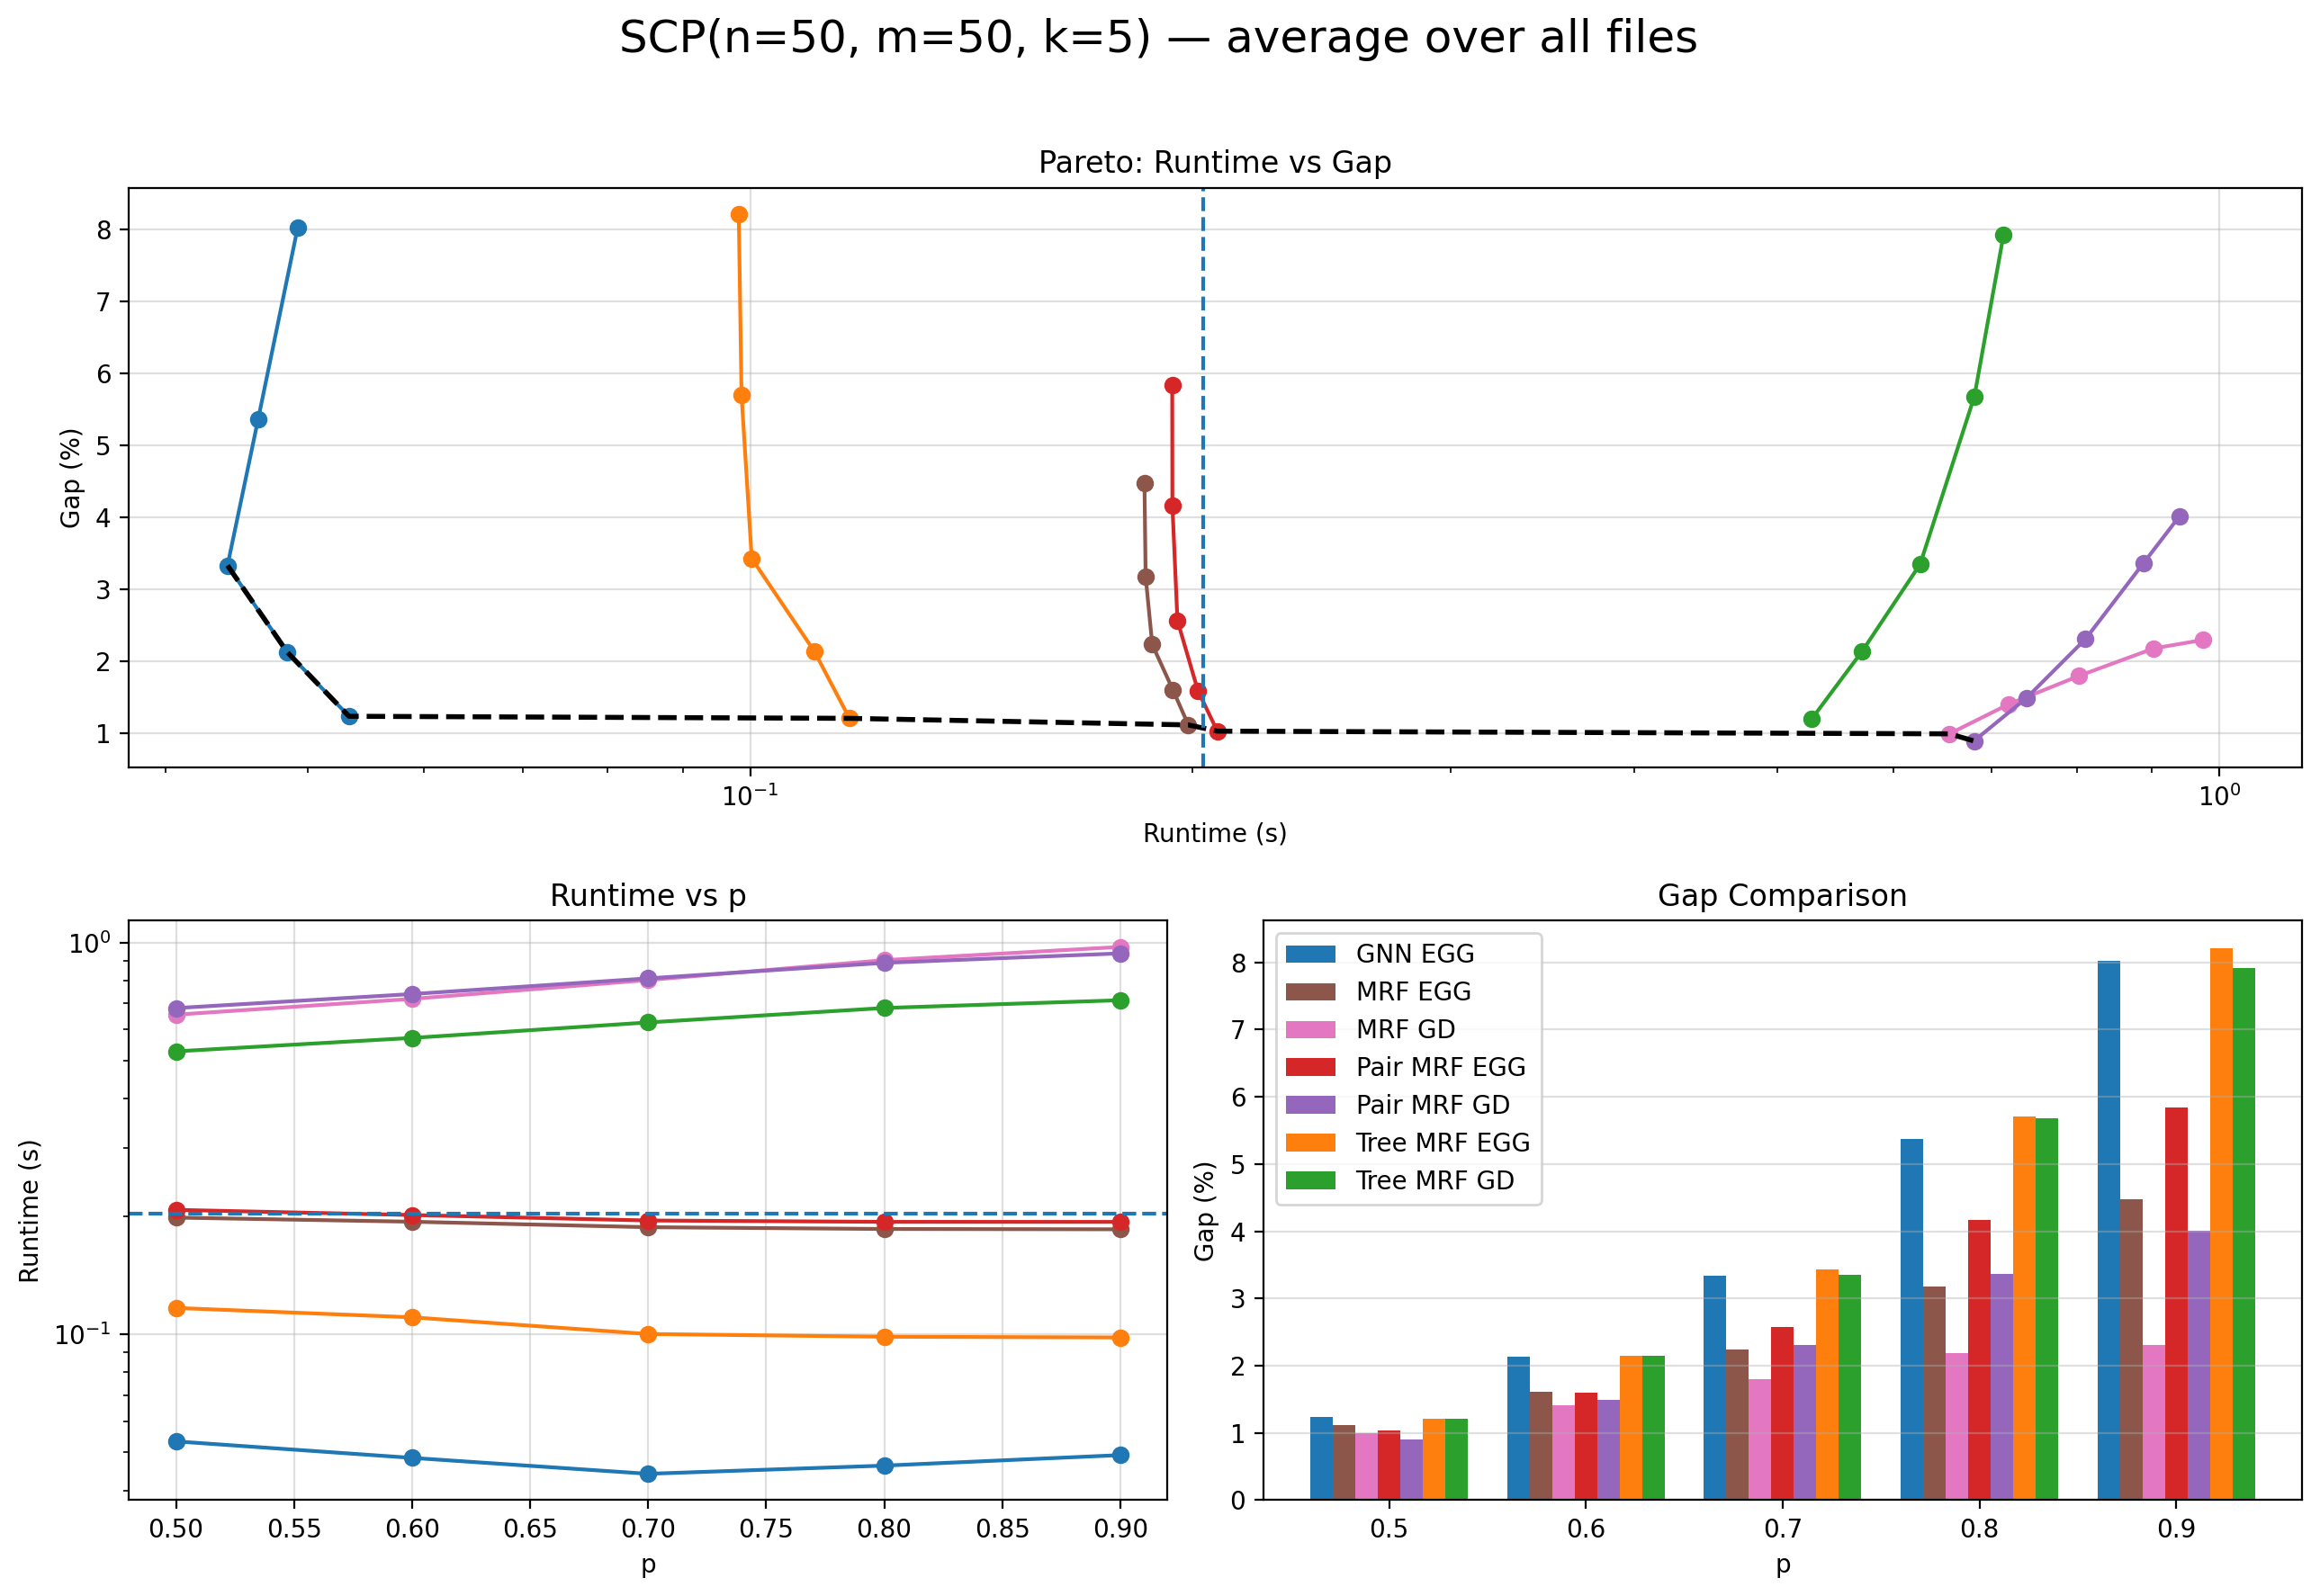 SCP(n=50, m=50, k=5) — average over all files
Pareto: Runtime vs Gap
Gap (%)
8
7
6
5
4
3
2
1
10⁻¹
10⁰
Runtime (s)
Runtime vs p
Runtime (s)
10⁰
10⁻¹
0.50 0.55 0.60 0.65 0.70 0.75 0.80 0.85 0.90
p
Gap Comparison
Gap (%)
8
7
6
5
4
3
2
1
0
GNN EGG
MRF EGG
MRF GD
Pair MRF EGG
Pair MRF GD
Tree MRF EGG
Tree MRF GD
0.5 0.6 0.7 0.8 0.9
p